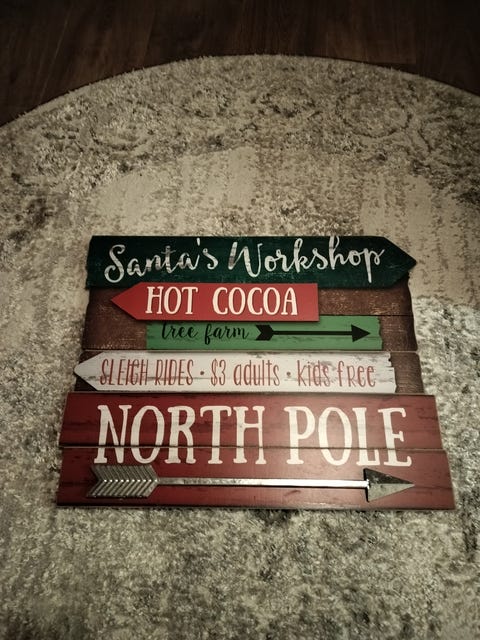 Santa's Workshop
HOT COCOA
tree farm
SLEIGH RIDES • $3 adults • kids free
NORTH POLE